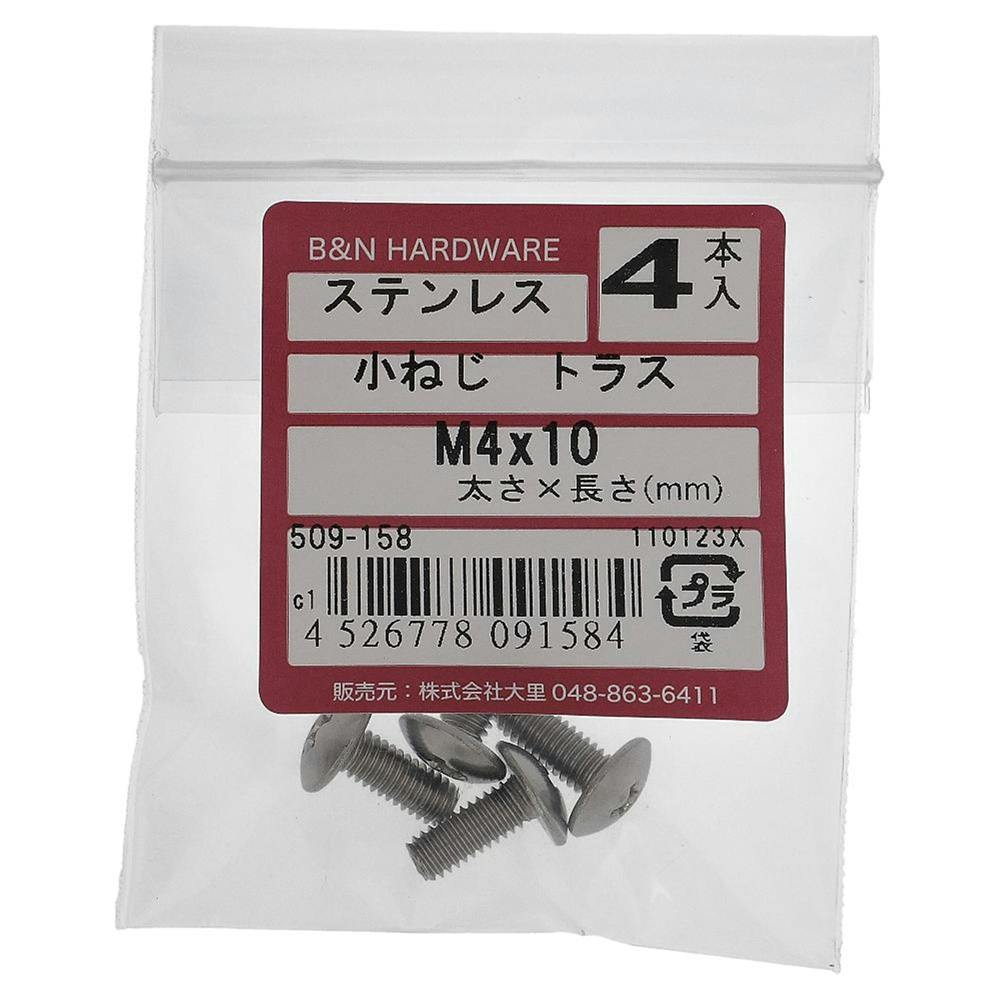 B&N HARDWARE
ステンレス
4本入
小ねじ トラス
M4x10
太さ×長さ(mm)
509-158 110123X
c1
4 526778 091584
プラ
袋
販売元：株式会社大里 048-863-6411